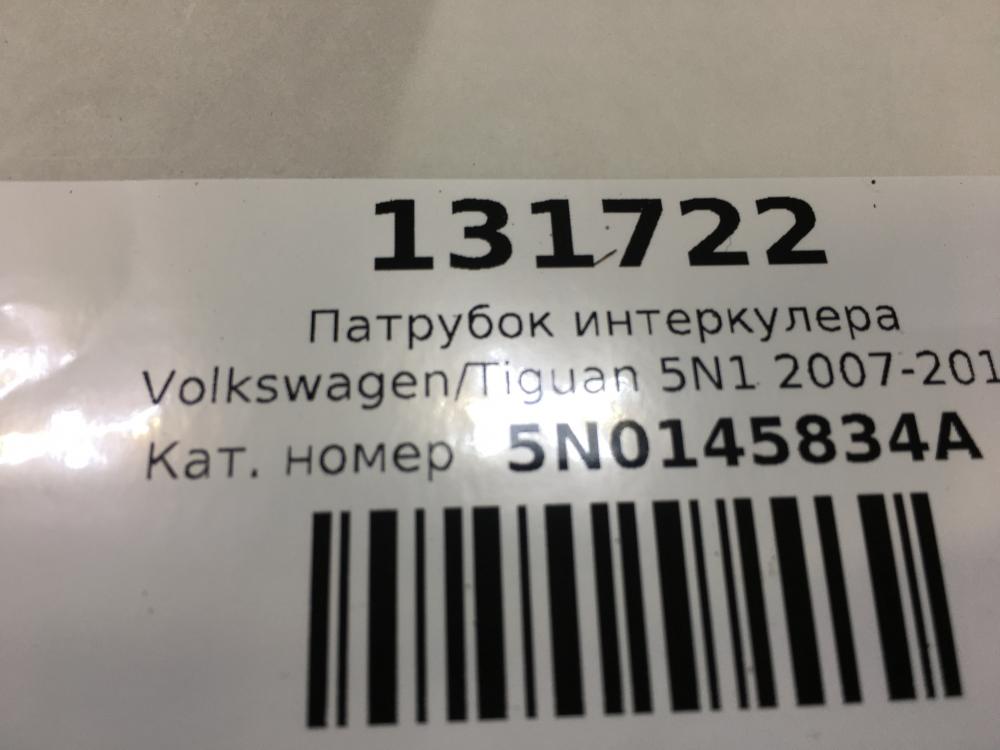 131722
Патрубок интеркулера
Volkswagen/Tiguan 5N1 2007-201
Кат. номер 5N0145834A